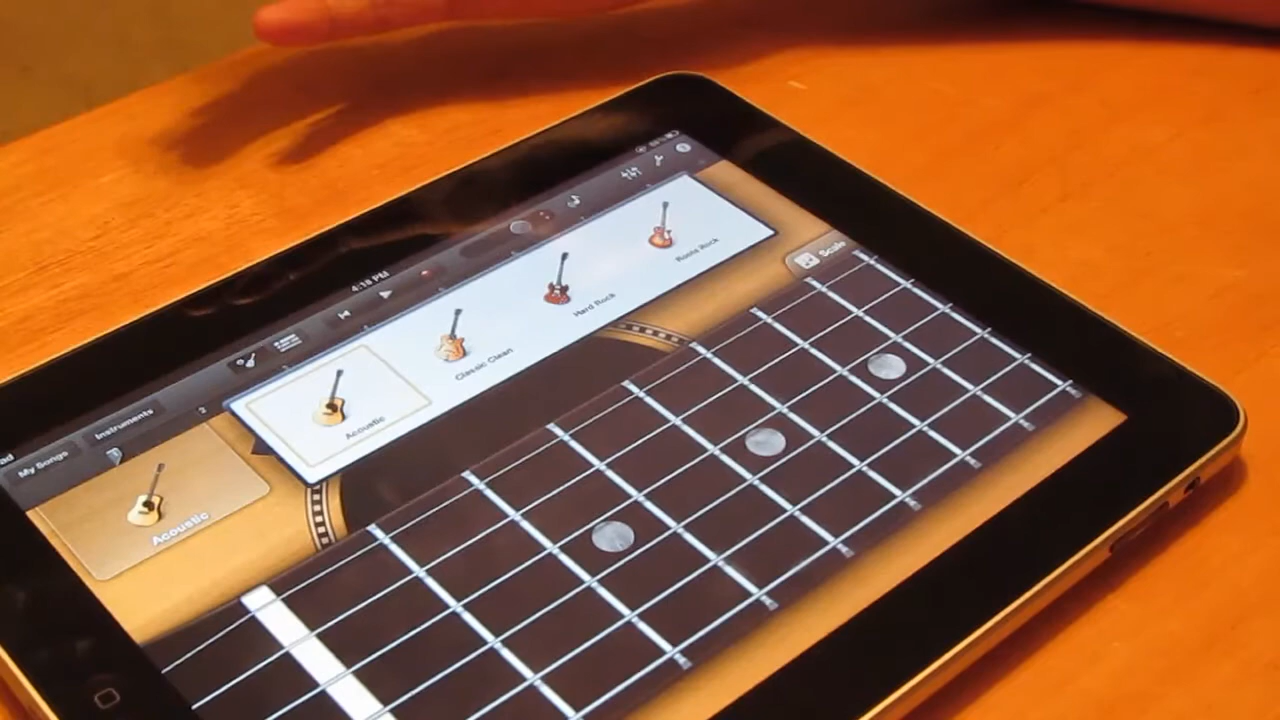 4:18 PM
My Songs
Instruments
Acoustic
Classic Clean
Hard Rock
Roots Rock
Scale
Acoustic